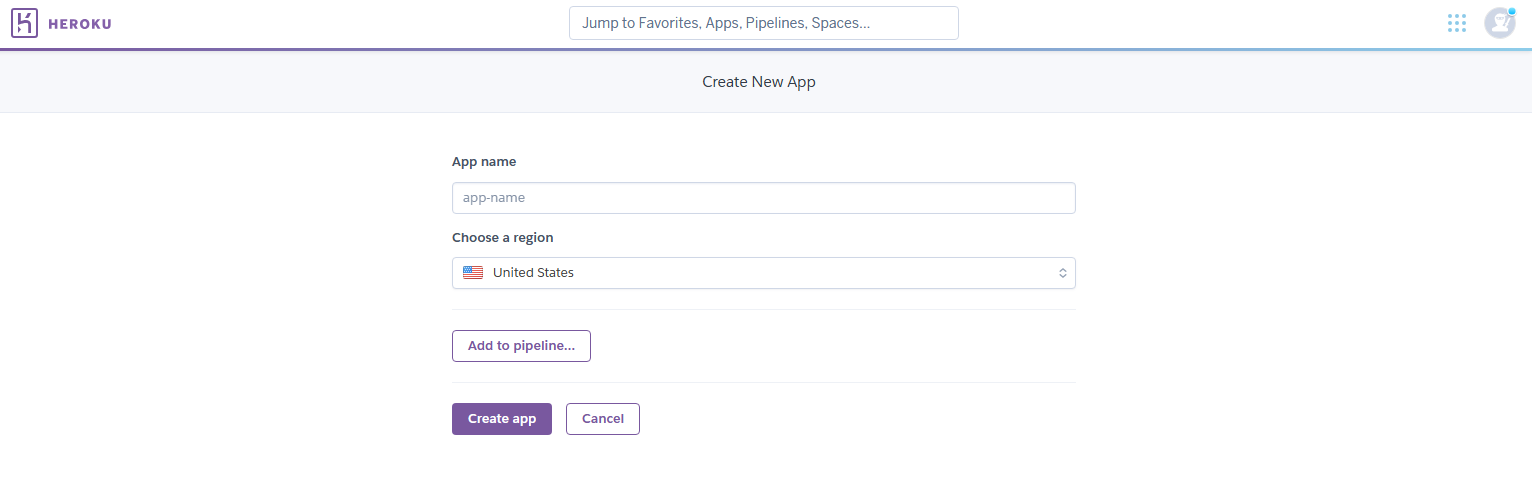 HEROKU
Jump to Favorites, Apps, Pipelines, Spaces...
Create New App
App name
app-name
Choose a region
United States
Add to pipeline...
Create app
Cancel